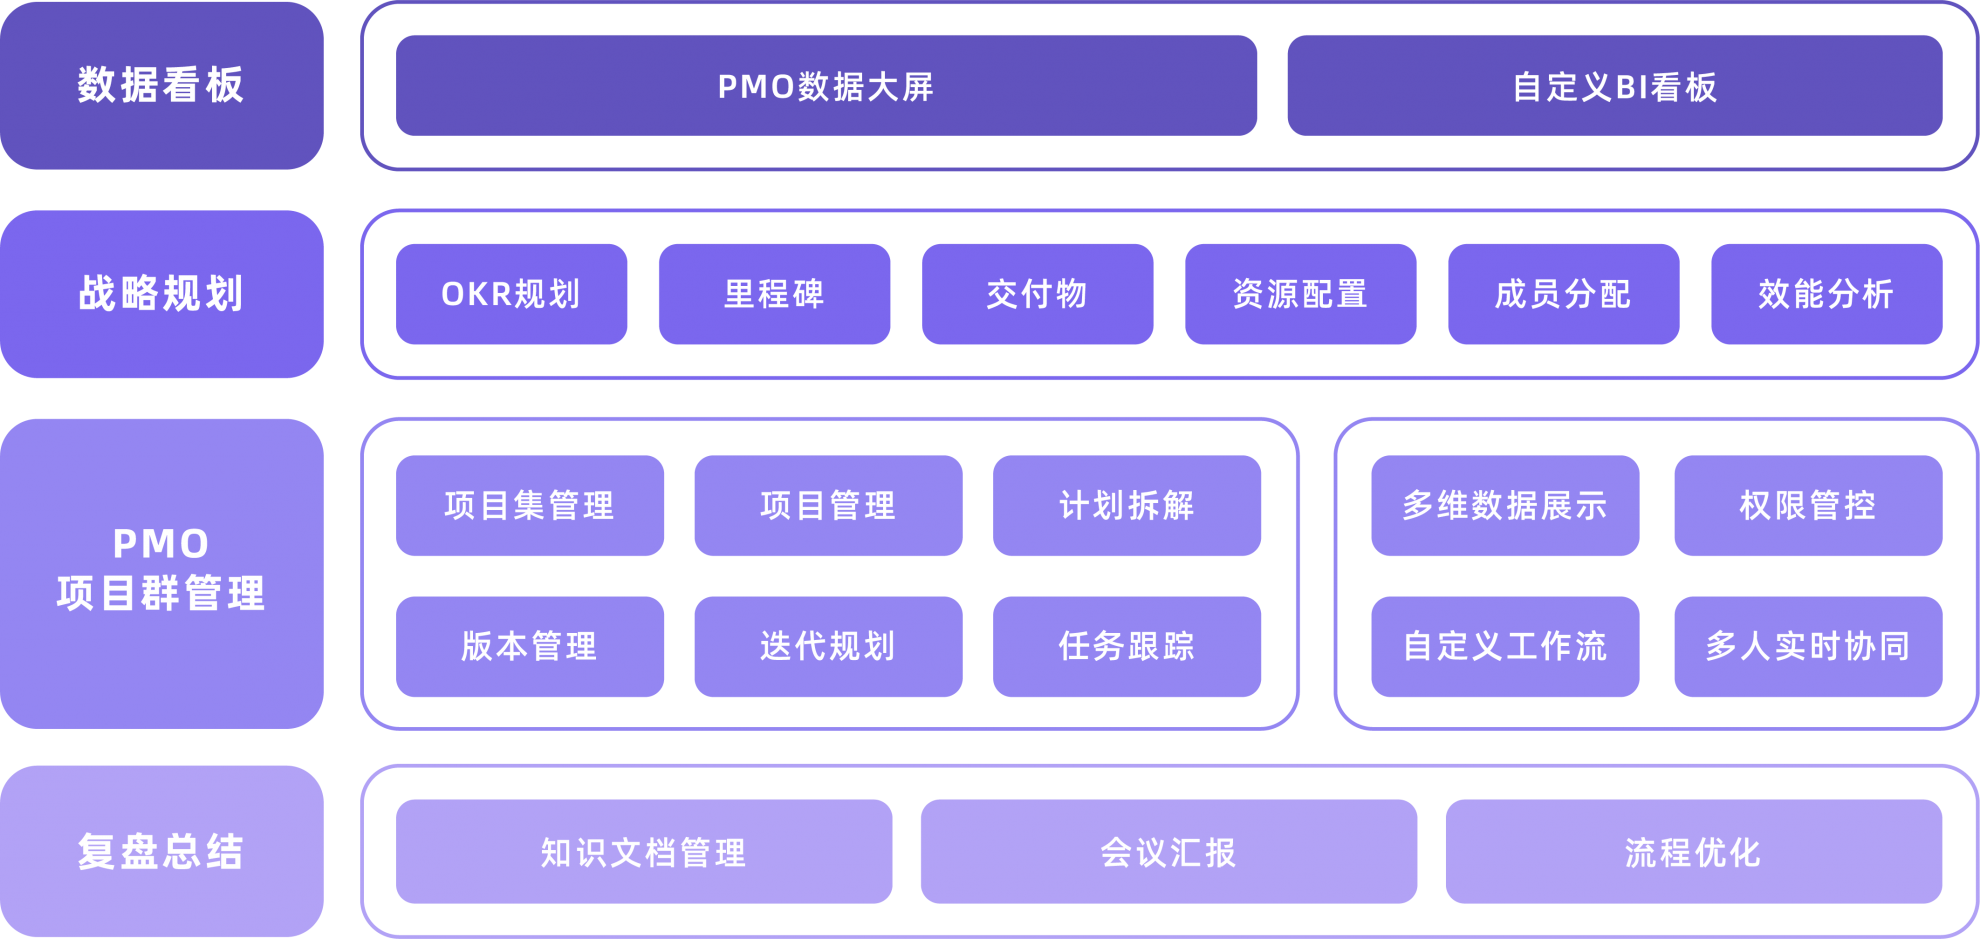 数据看板
PMO数据大屏
自定义BI看板
战略规划
OKR规划
里程碑
交付物
资源配置
成员分配
效能分析
PMO
项目群管理
项目集管理
项目管理
计划拆解
多维数据展示
权限管控
版本管理
迭代规划
任务跟踪
自定义工作流
多人实时协同
复盘总结
知识文档管理
会议汇报
流程优化